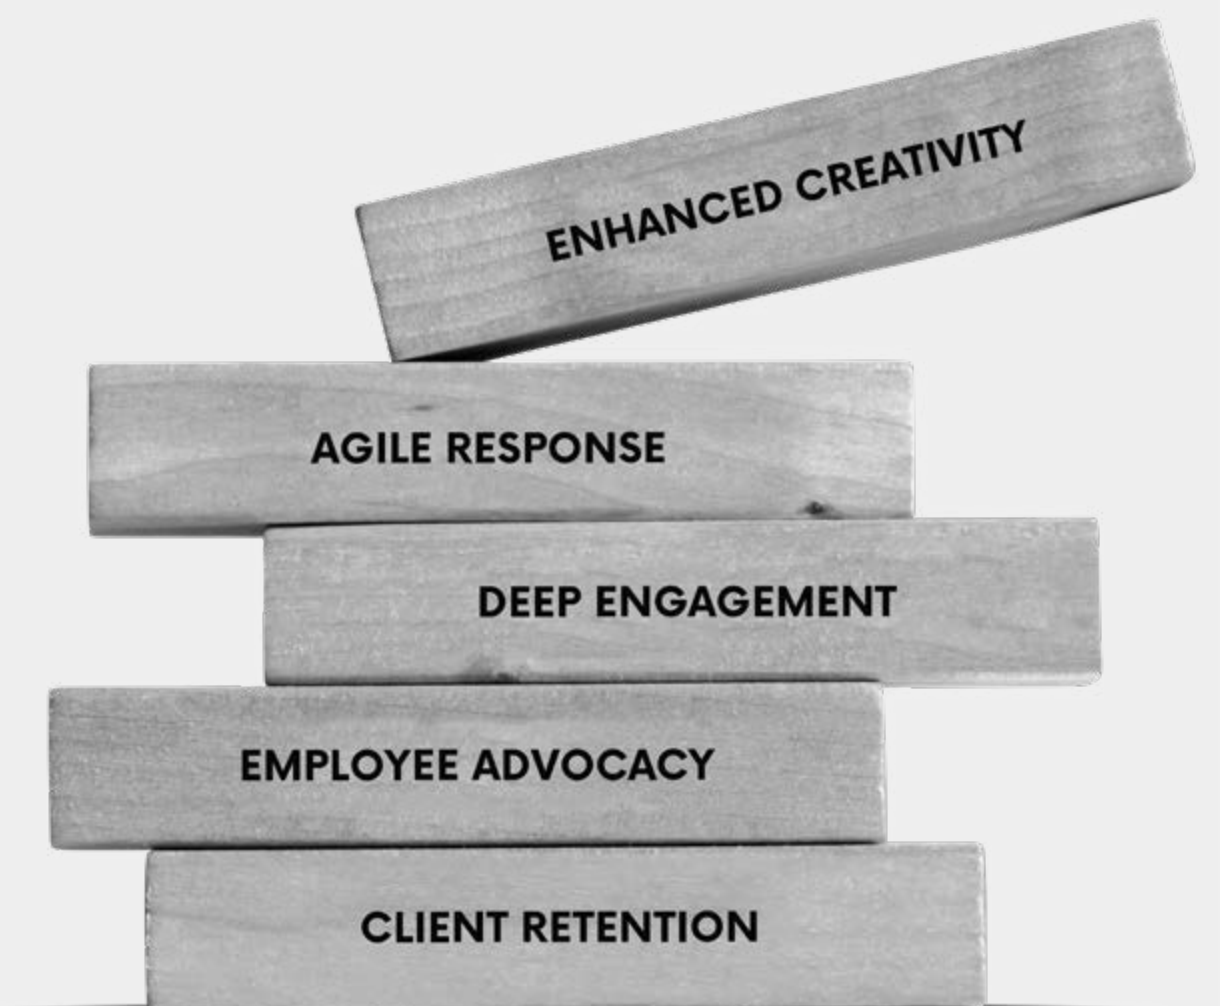 ENHANCED CREATIVITY
AGILE RESPONSE
DEEP ENGAGEMENT
EMPLOYEE ADVOCACY
CLIENT RETENTION